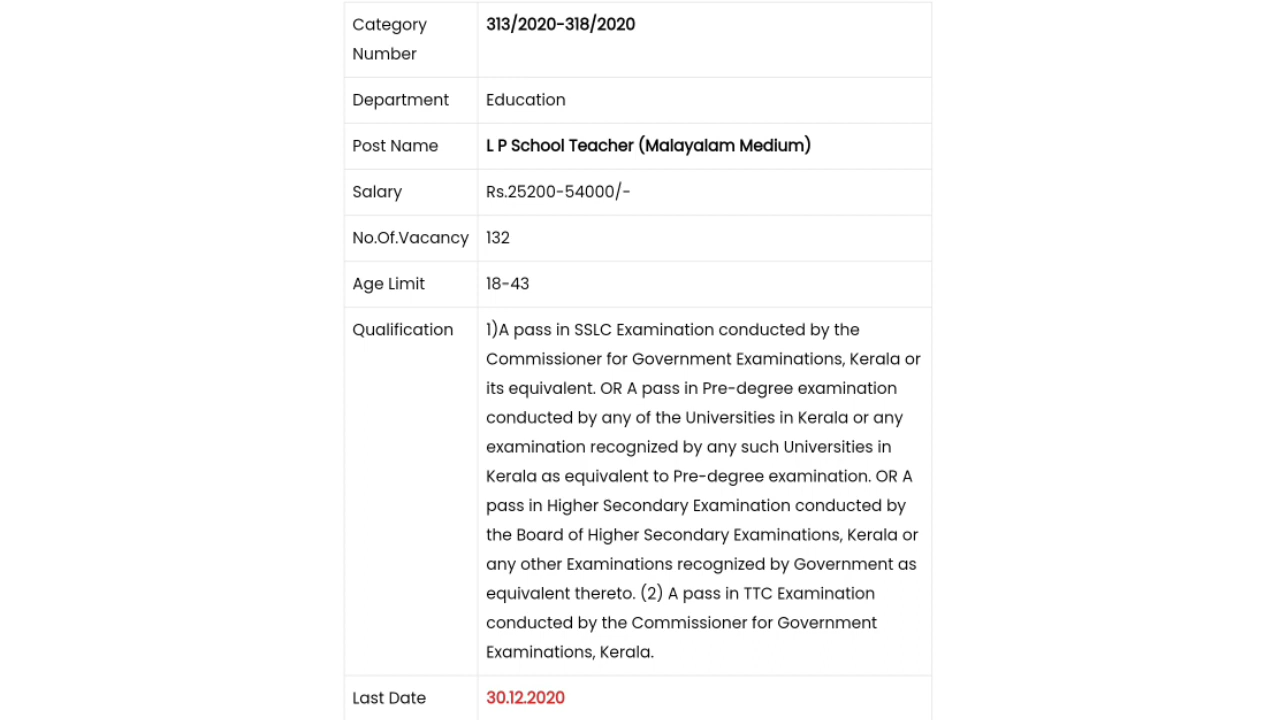 Category Number
313/2020-318/2020
Department
Education
Post Name
L P School Teacher (Malayalam Medium)
Salary
Rs.25200-54000/-
No.Of.Vacancy
132
Age Limit
18-43
Qualification
1)A pass in SSLC Examination conducted by the
Commissioner for Government Examinations, Kerala or
its equivalent. OR A pass in Pre-degree examination
conducted by any of the Universities in Kerala or any
examination recognized by any such Universities in
Kerala as equivalent to Pre-degree examination. OR A
pass in Higher Secondary Examination conducted by
the Board of Higher Secondary Examinations, Kerala or
any other Examinations recognized by Government as
equivalent thereto. (2) A pass in TTC Examination
conducted by the Commissioner for Government
Examinations, Kerala.
Last Date
30.12.2020